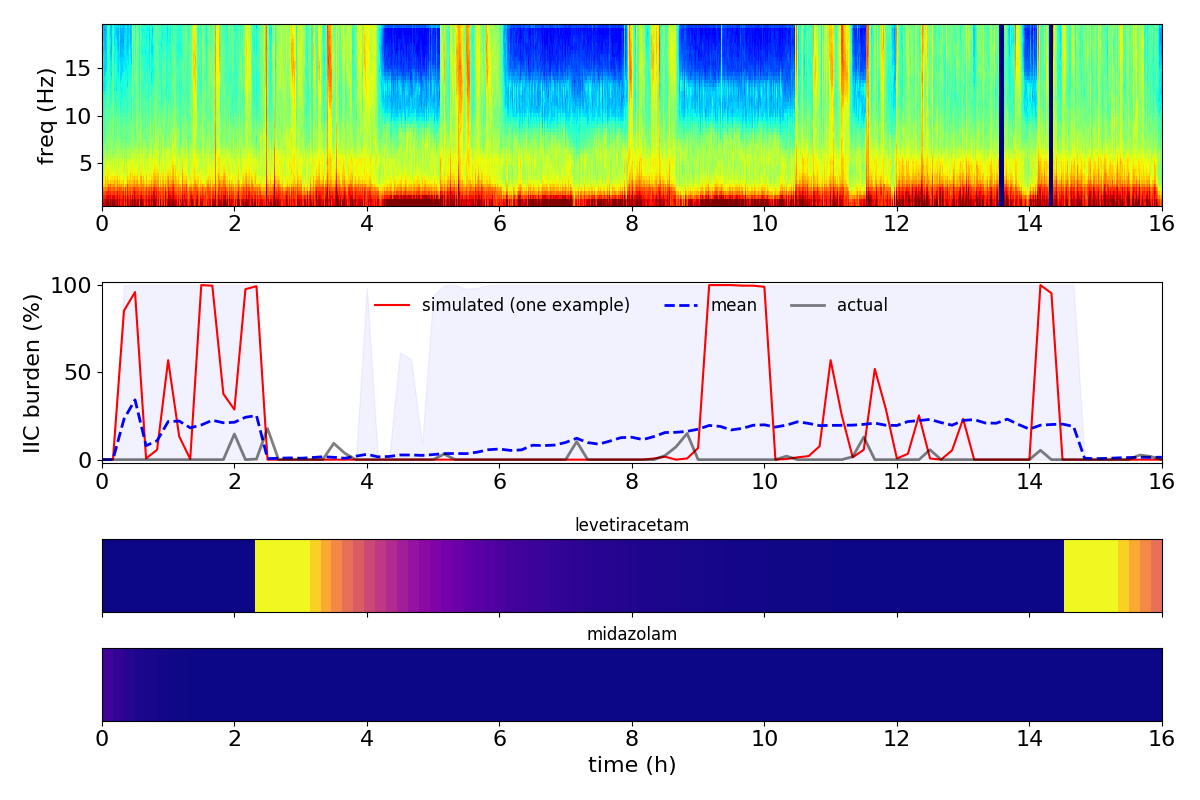 freq (Hz)
15
10
5
0 2 4 6 8 10 12 14 16
IIC burden (%)
100
50
0
simulated (one example) mean actual
0 2 4 6 8 10 12 14 16
levetiracetam
midazolam
0 2 4 6 8 10 12 14 16
time (h)